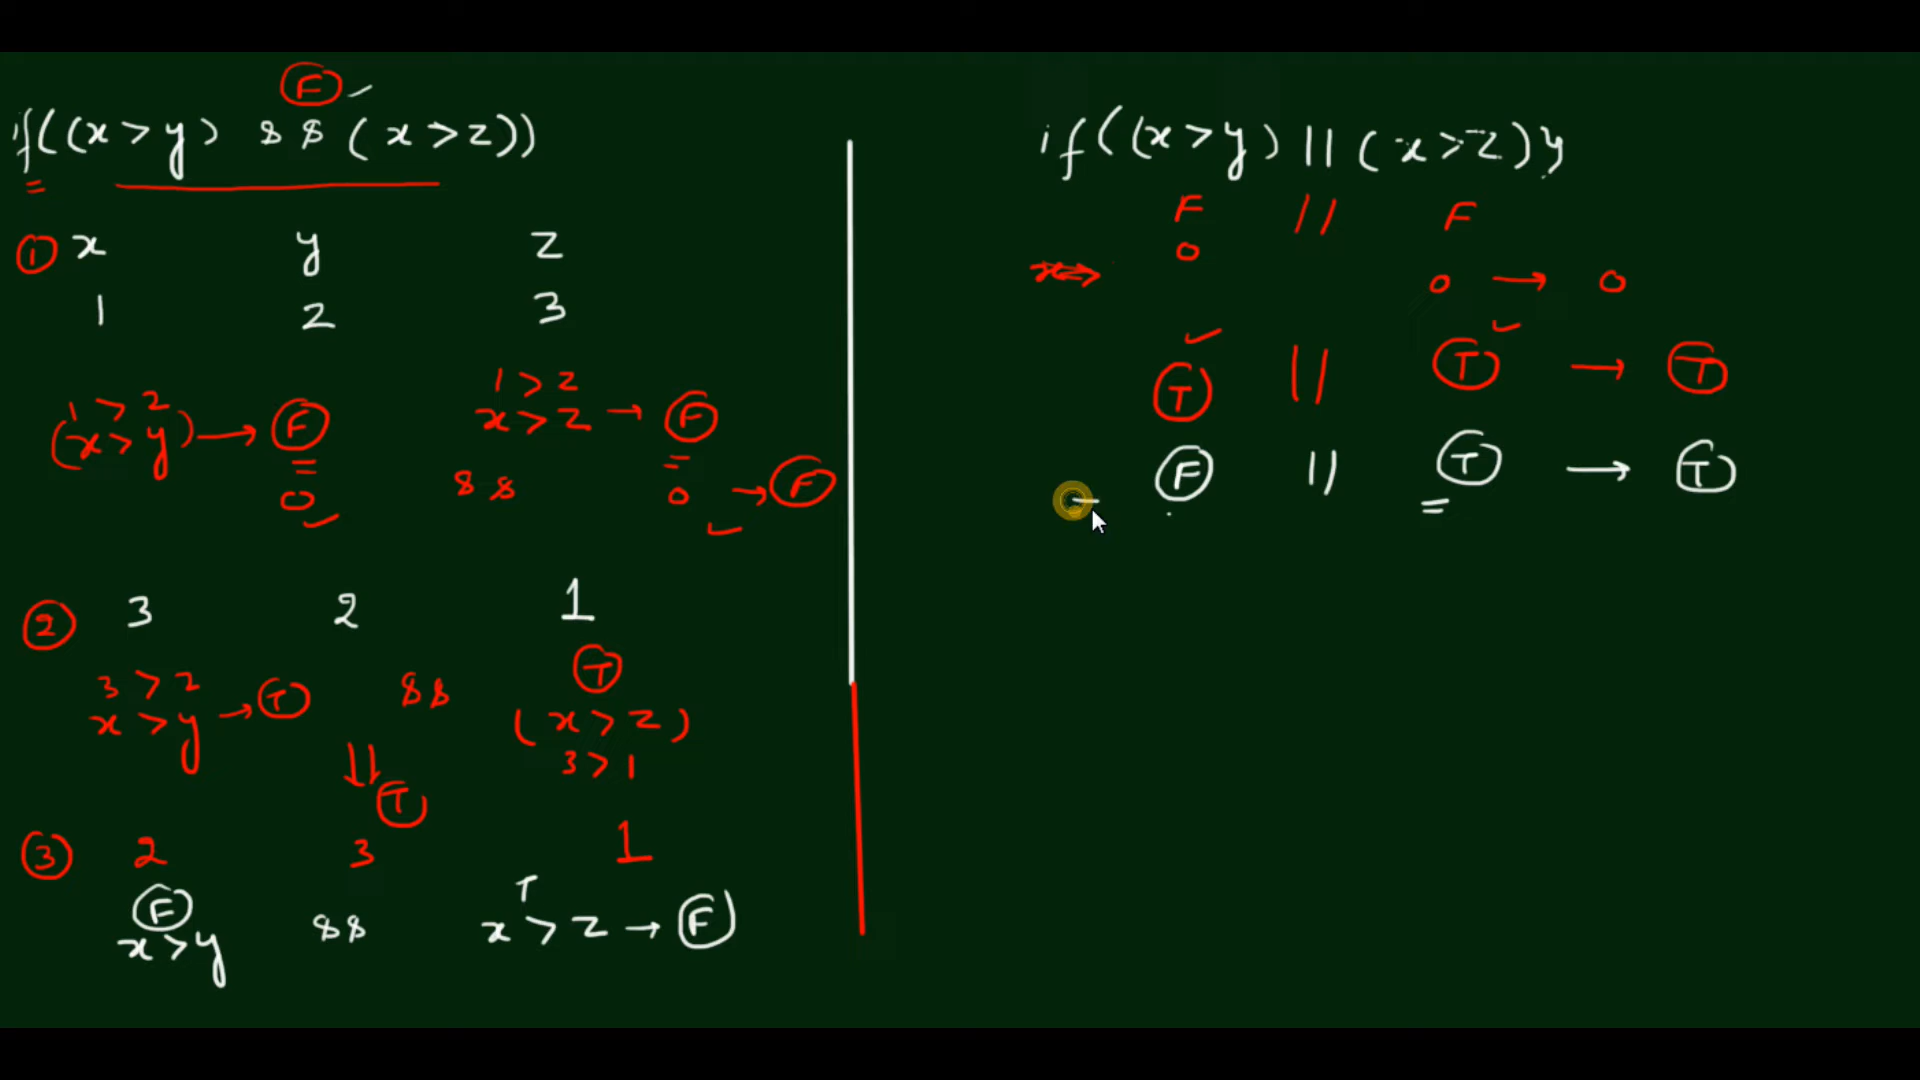 F
if((x>y) && (x>z))
① x y z
1 2 3
1 > 2
(x>y) → F
1 > 2
x > z → F
0 && 0 → F
② 3 2 1
T
3 > 2
x > y → T && (x > z)
3 > 1
T
③ 2 3 1
F T
x>y && x > z → F
if((x>y) || (x>z))
F || F
0
0 → 0
T || T → T
F || T → T